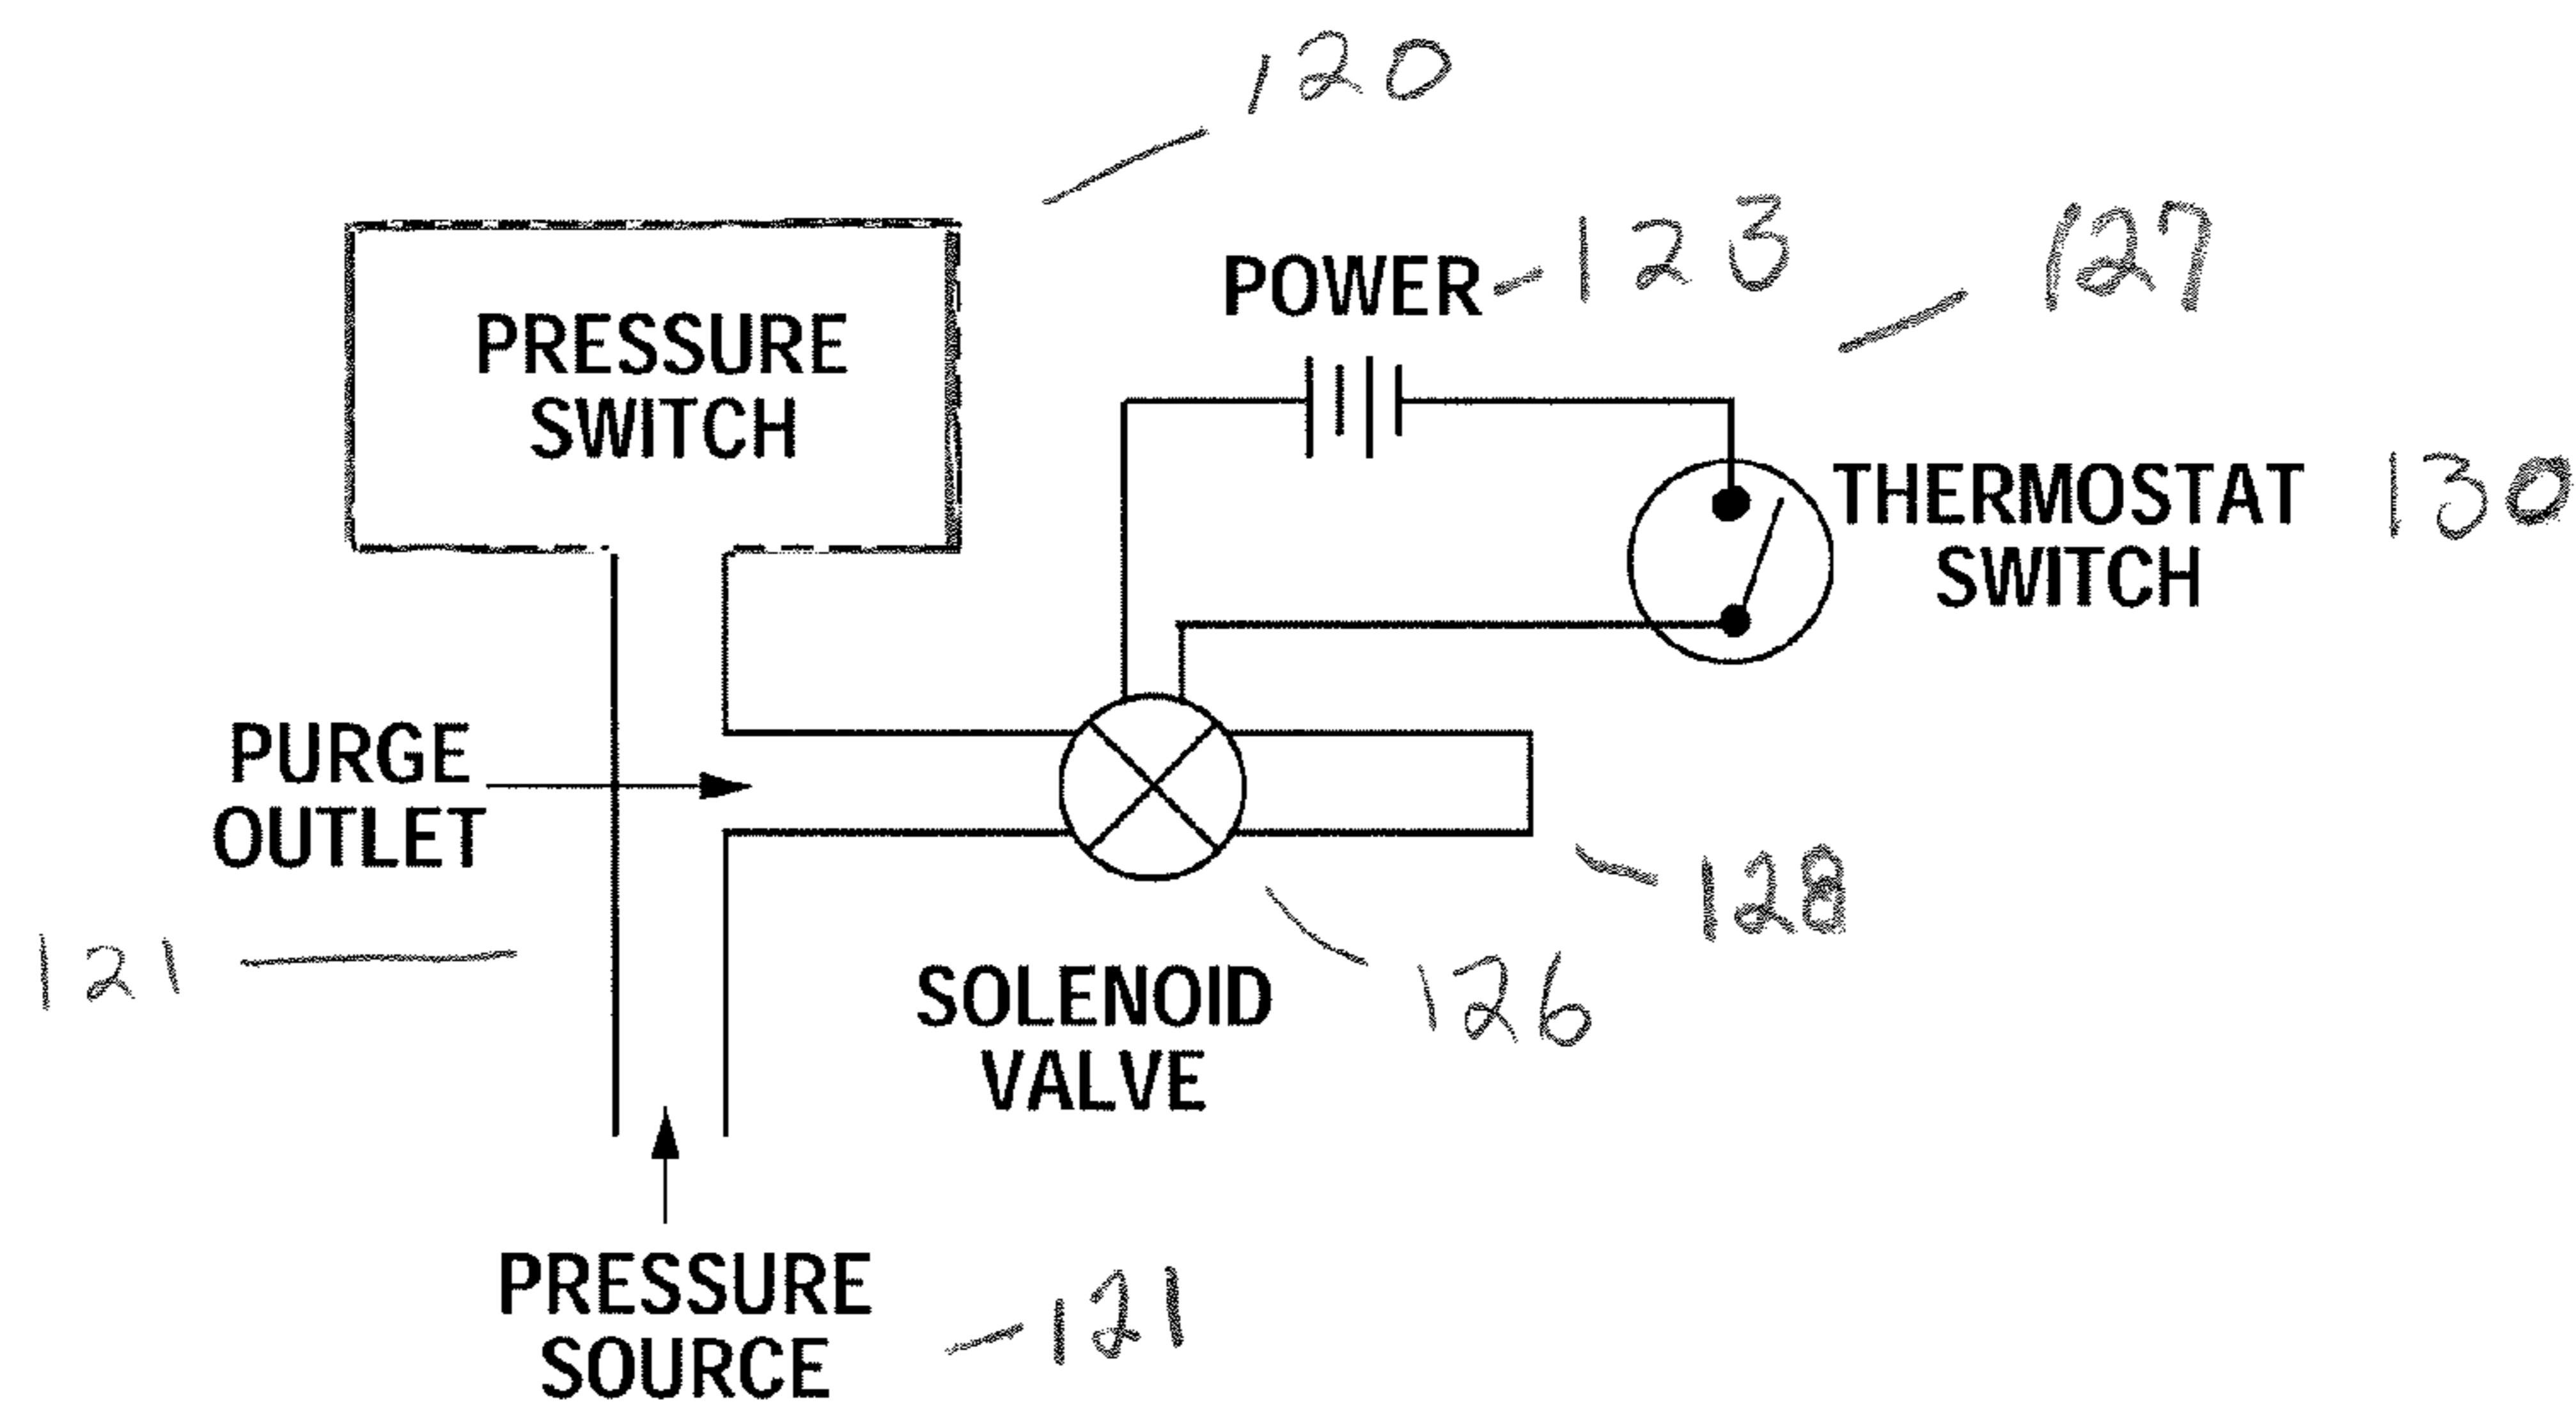 120
PRESSURE
SWITCH
POWER - 123
127
THERMOSTAT 130
SWITCH
PURGE
OUTLET
128
121
SOLENOID
VALVE
126
PRESSURE
SOURCE
-121